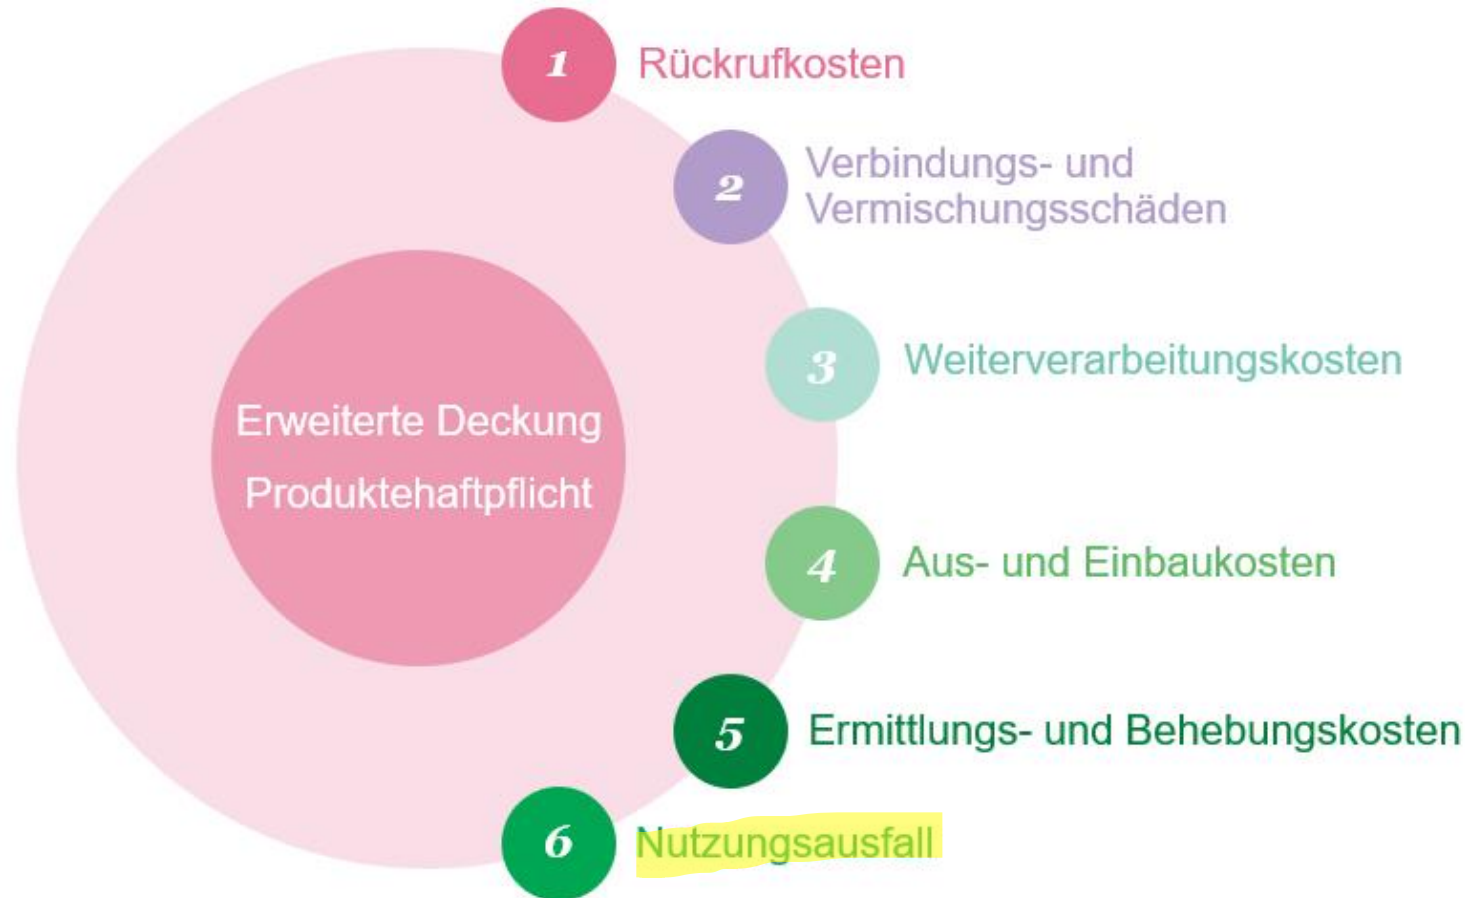 1 Rückrufkosten
2 Verbindungs- und
Vermischungsschäden
3 Weiterverarbeitungskosten
Erweiterte Deckung
Produktehaftpflicht
4 Aus- und Einbaukosten
5 Ermittlungs- und Behebungskosten
6 Nutzungsausfall